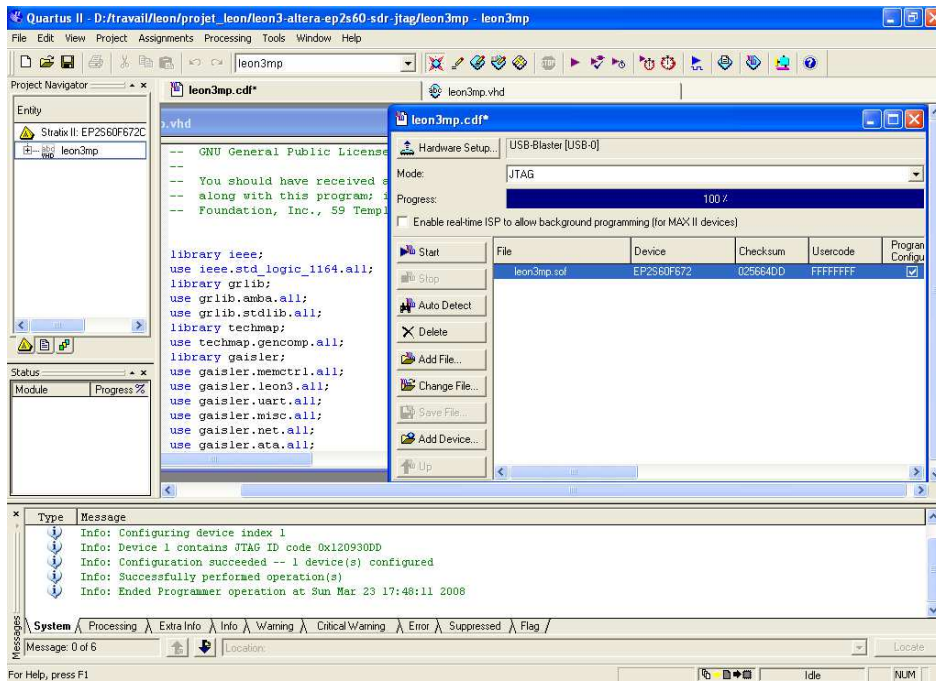 Quartus II - D:/travail/leon/projet_leon/leon3-altera-ep2s60-sdr-jtag/leon3mp - leon3mp
File Edit View Project Assignments Processing Tools Window Help
leon3mp
Project Navigator
leon3mp.cdf*
leon3mp.vhd
Entity
Stratix II: EP2S60F672C
leon3mp
.vhd
-- GNU General Public License
--
-- You should have received a
-- along with this program; i
-- Foundation, Inc., 59 Templ
library ieee;
use ieee.std_logic_1164.all;
library grlib;
use grlib.amba.all;
use grlib.stdlib.all;
library techmap;
use techmap.gencomp.all;
library gaisler;
use gaisler.memctrl.all;
use gaisler.leon3.all;
use gaisler.uart.all;
use gaisler.misc.all;
use gaisler.net.all;
use gaisler.ata.all;
leon3mp.cdf*
Hardware Setup... USB-Blaster [USB-0]
Mode: JTAG
Progress: 100 %
Enable real-time ISP to allow background programming (for MAX II devices)
Start
Stop
Auto Detect
Delete
Add File...
Change File...
Save File...
Add Device...
Up
File Device Checksum Usercode Program Configu
leon3mp.sof EP2S60F672 025664DD FFFFFFFF
Status
Module Progress %
Type Message
Info: Configuring device index 1
Info: Device 1 contains JTAG ID code 0x120930DD
Info: Configuration succeeded -- 1 device(s) configured
Info: Successfully performed operation(s)
Info: Ended Programmer operation at Sun Mar 23 17:48:11 2008
Messages
System Processing Extra Info Info Warning Critical Warning Error Suppressed Flag
Message: 0 of 6 Location: Locate
For Help, press F1 Idle NUM